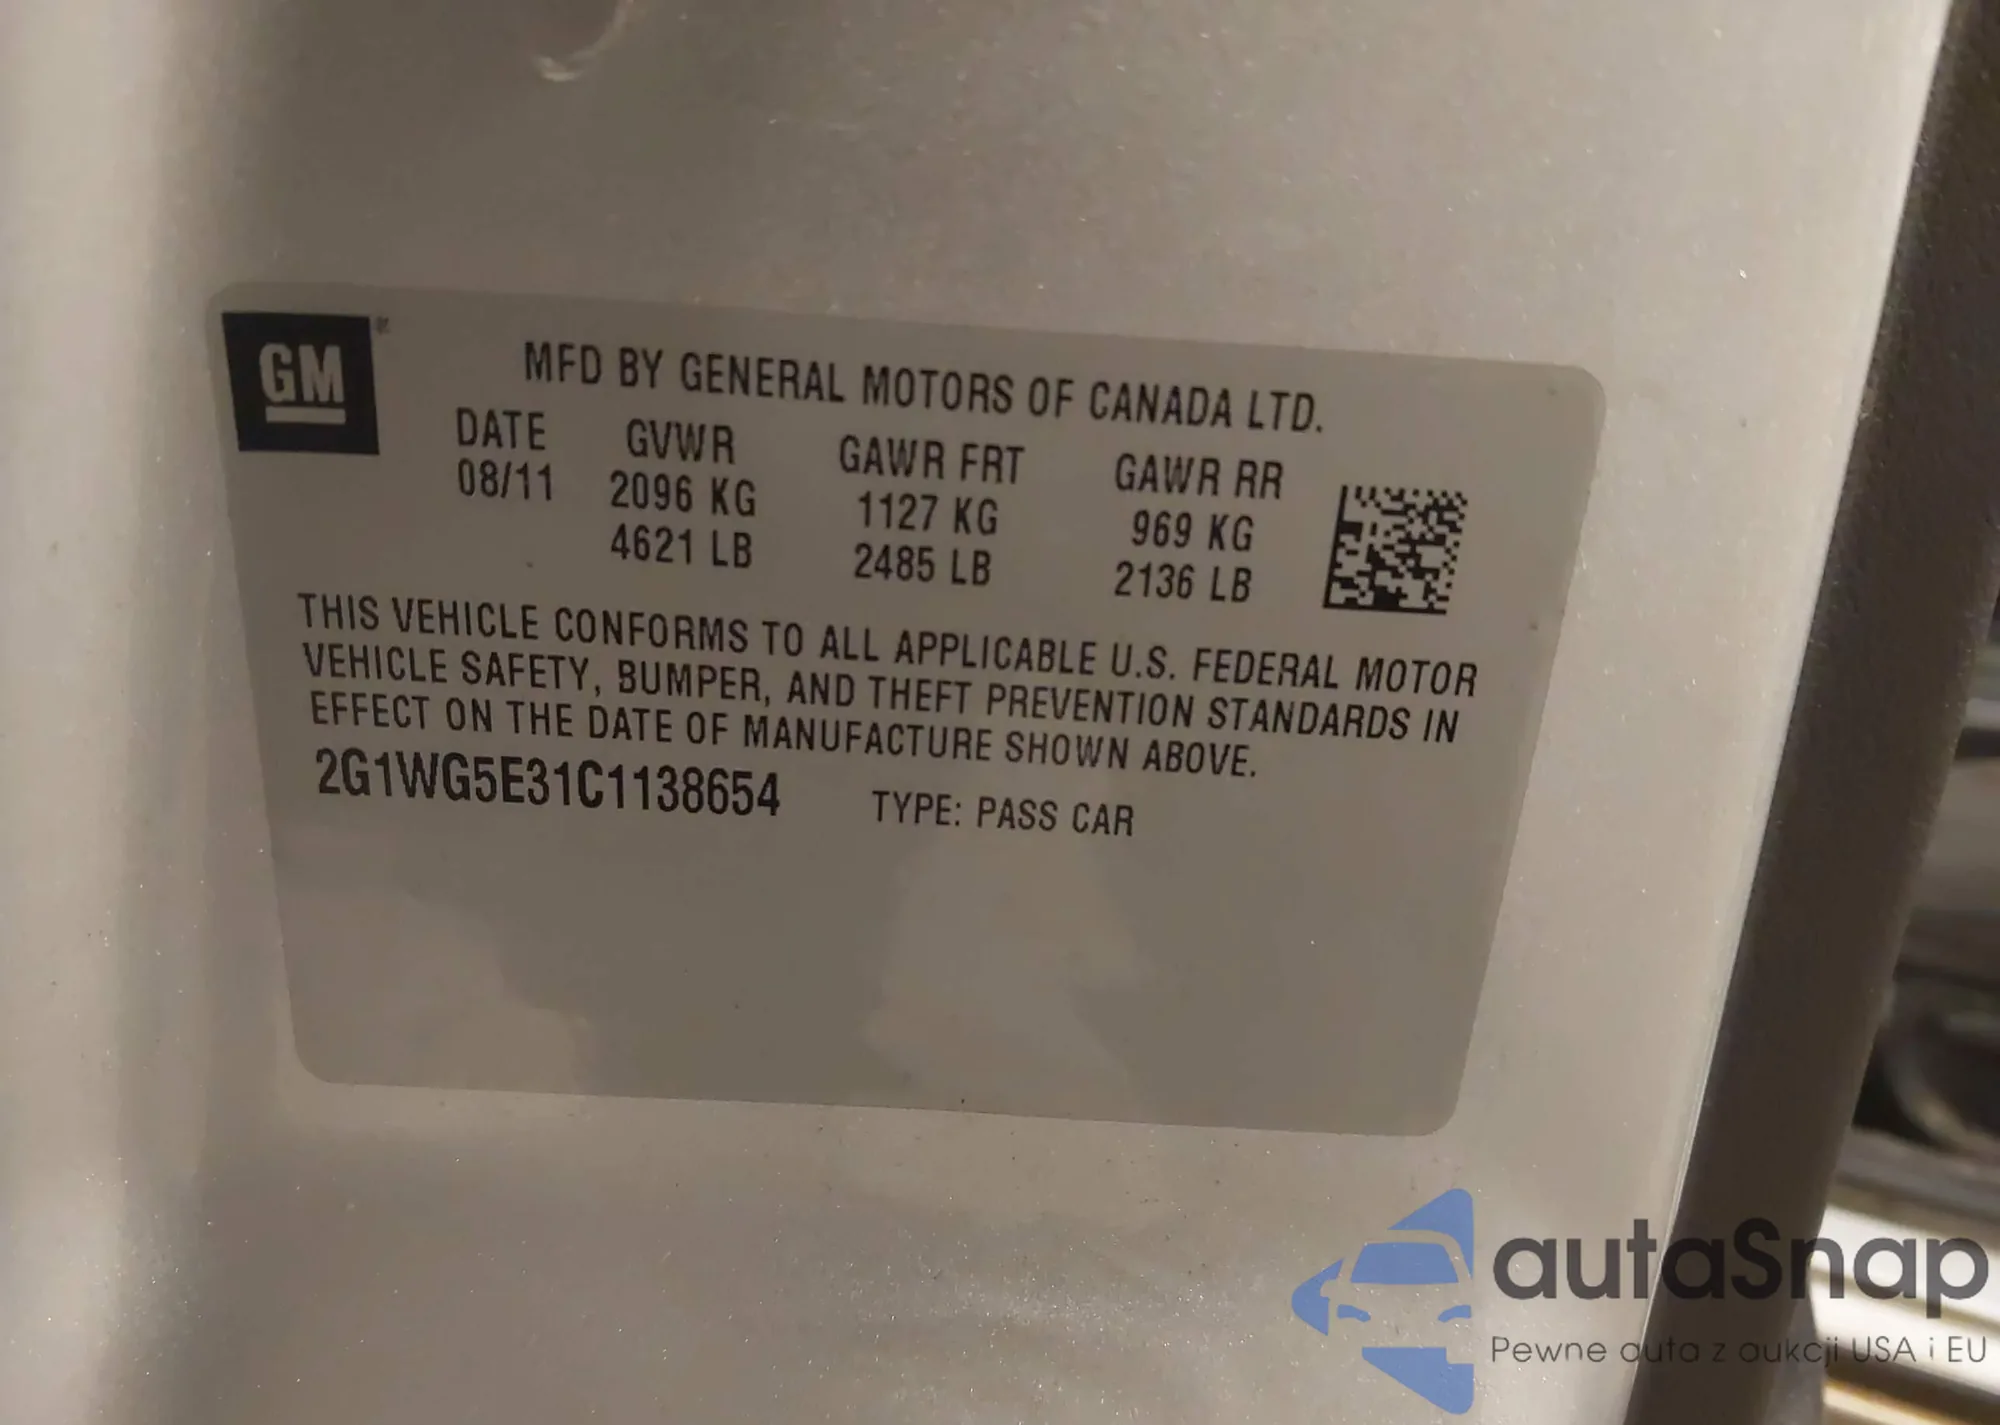 GM
MFD BY GENERAL MOTORS OF CANADA LTD.
DATE GVWR GAWR FRT GAWR RR
08/11 2096 KG 1127 KG 969 KG
4621 LB 2485 LB 2136 LB
THIS VEHICLE CONFORMS TO ALL APPLICABLE U.S. FEDERAL MOTOR
VEHICLE SAFETY, BUMPER, AND THEFT PREVENTION STANDARDS IN
EFFECT ON THE DATE OF MANUFACTURE SHOWN ABOVE.
2G1WG5E31C1138654 TYPE: PASS CAR
autaSnap
Pewne auta z aukcji USA i EU